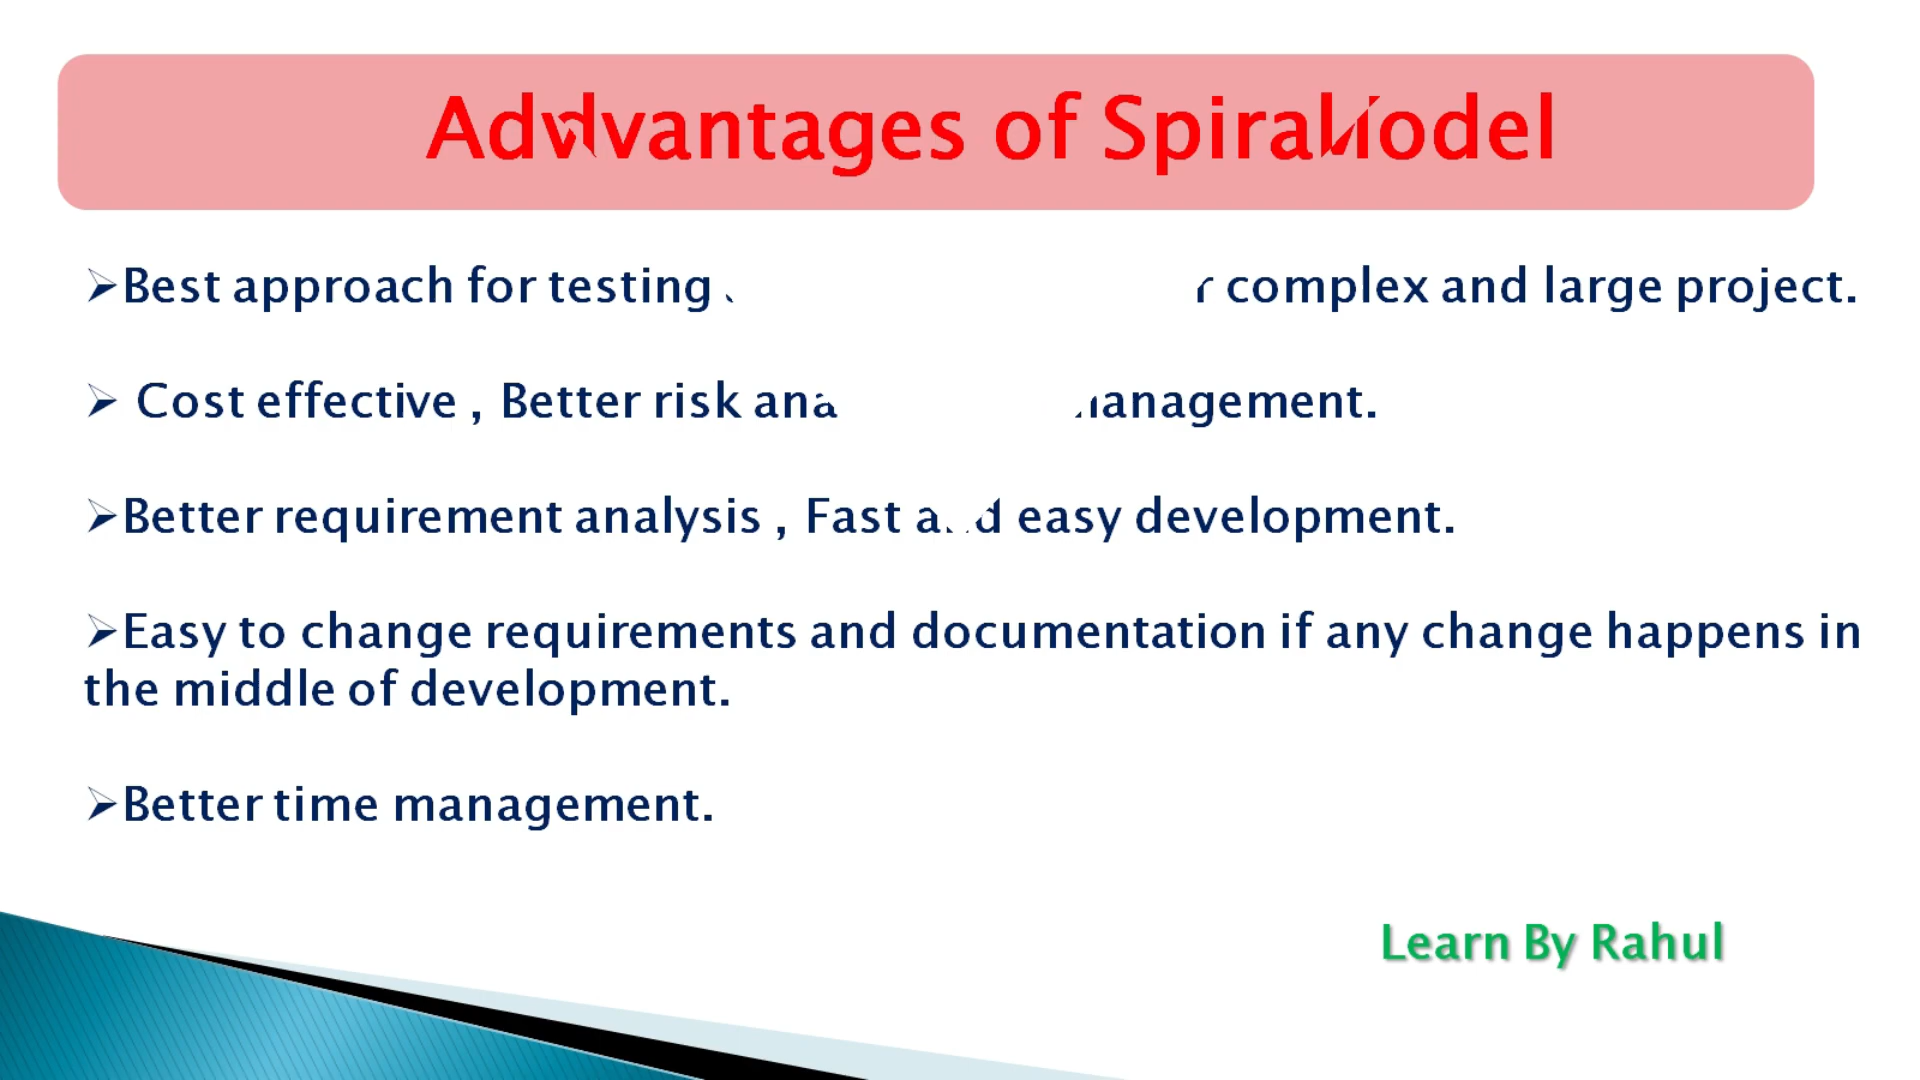 Advantages of Spiral Model
➢Best approach for testing complex and large project.
➢ Cost effective , Better risk management.
➢Better requirement analysis , Fast and easy development.
➢Easy to change requirements and documentation if any change happens in
the middle of development.
➢Better time management.
Learn By Rahul